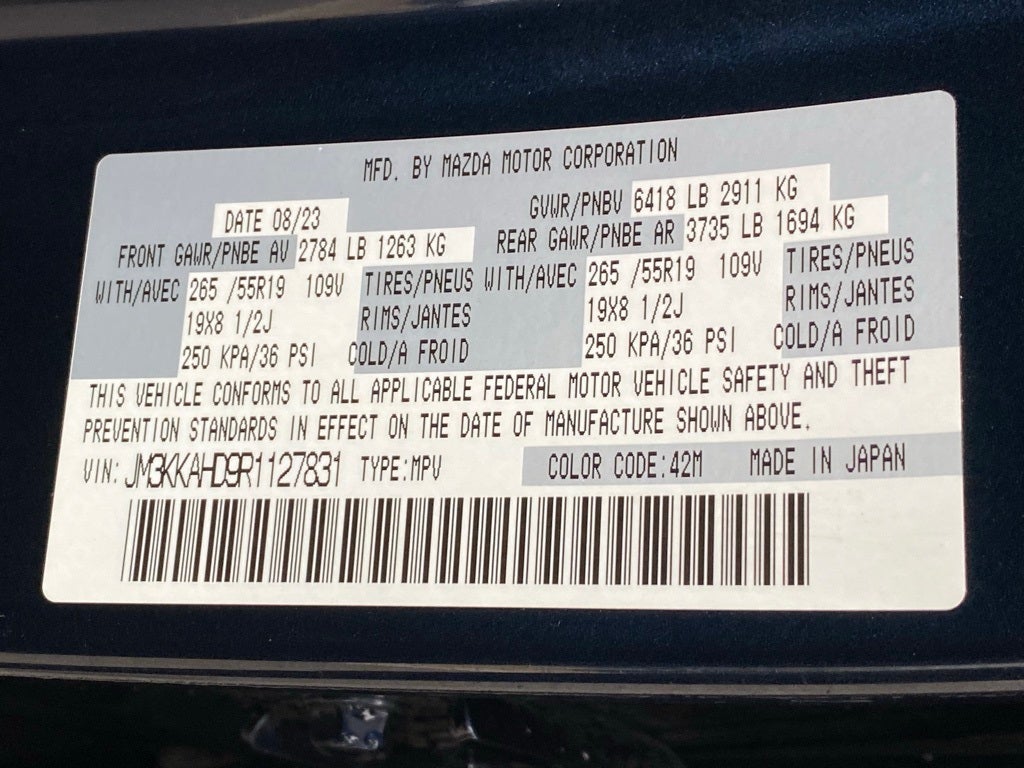 MFD. BY MAZDA MOTOR CORPORATION
DATE 08/23 GVWR/PNBV 6418 LB 2911 KG
FRONT GAWR/PNBE AV 2784 LB 1263 KG REAR GAWR/PNBE AR 3735 LB 1694 KG
WITH/AVEC 265 /55R19 109V TIRES/PNEUS WITH/AVEC 265 /55R19 109V TIRES/PNEUS
19X8 1/2J RIMS/JANTES 19X8 1/2J RIMS/JANTES
250 KPA/36 PSI COLD/A FROID 250 KPA/36 PSI COLD/A FROID
THIS VEHICLE CONFORMS TO ALL APPLICABLE FEDERAL MOTOR VEHICLE SAFETY AND THEFT
PREVENTION STANDARDS IN EFFECT ON THE DATE OF MANUFACTURE SHOWN ABOVE.
VIN: JM3KKAHD9R1127831 TYPE:MPV COLOR CODE:42M MADE IN JAPAN